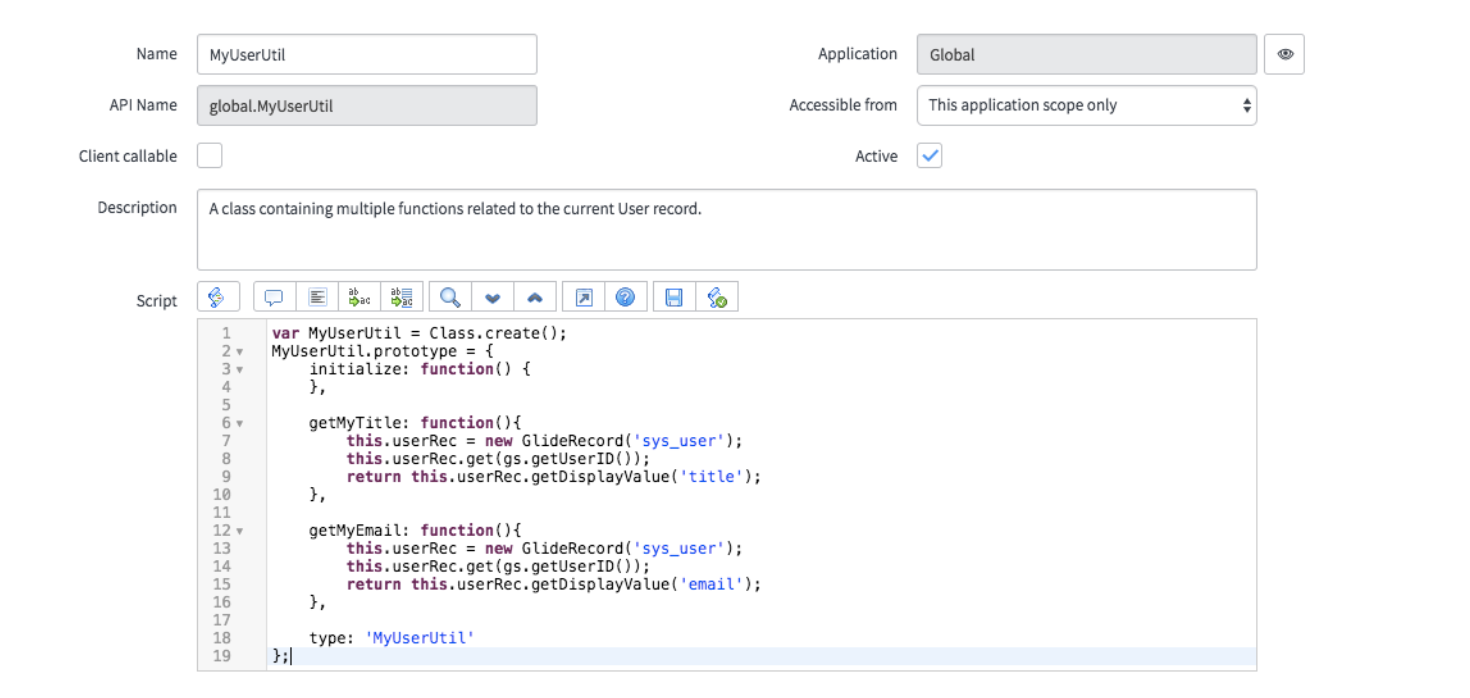 Name MyUserUtil Application Global
API Name global.MyUserUtil Accessible from This application scope only
Client callable Active
Description A class containing multiple functions related to the current User record.
Script
1 var MyUserUtil = Class.create();
2 MyUserUtil.prototype = {
3     initialize: function() {
4     },
5
6     getMyTitle: function(){
7         this.userRec = new GlideRecord('sys_user');
8         this.userRec.get(gs.getUserID());
9         return this.userRec.getDisplayValue('title');
10     },
11
12     getMyEmail: function(){
13         this.userRec = new GlideRecord('sys_user');
14         this.userRec.get(gs.getUserID());
15         return this.userRec.getDisplayValue('email');
16     },
17
18     type: 'MyUserUtil'
19 };